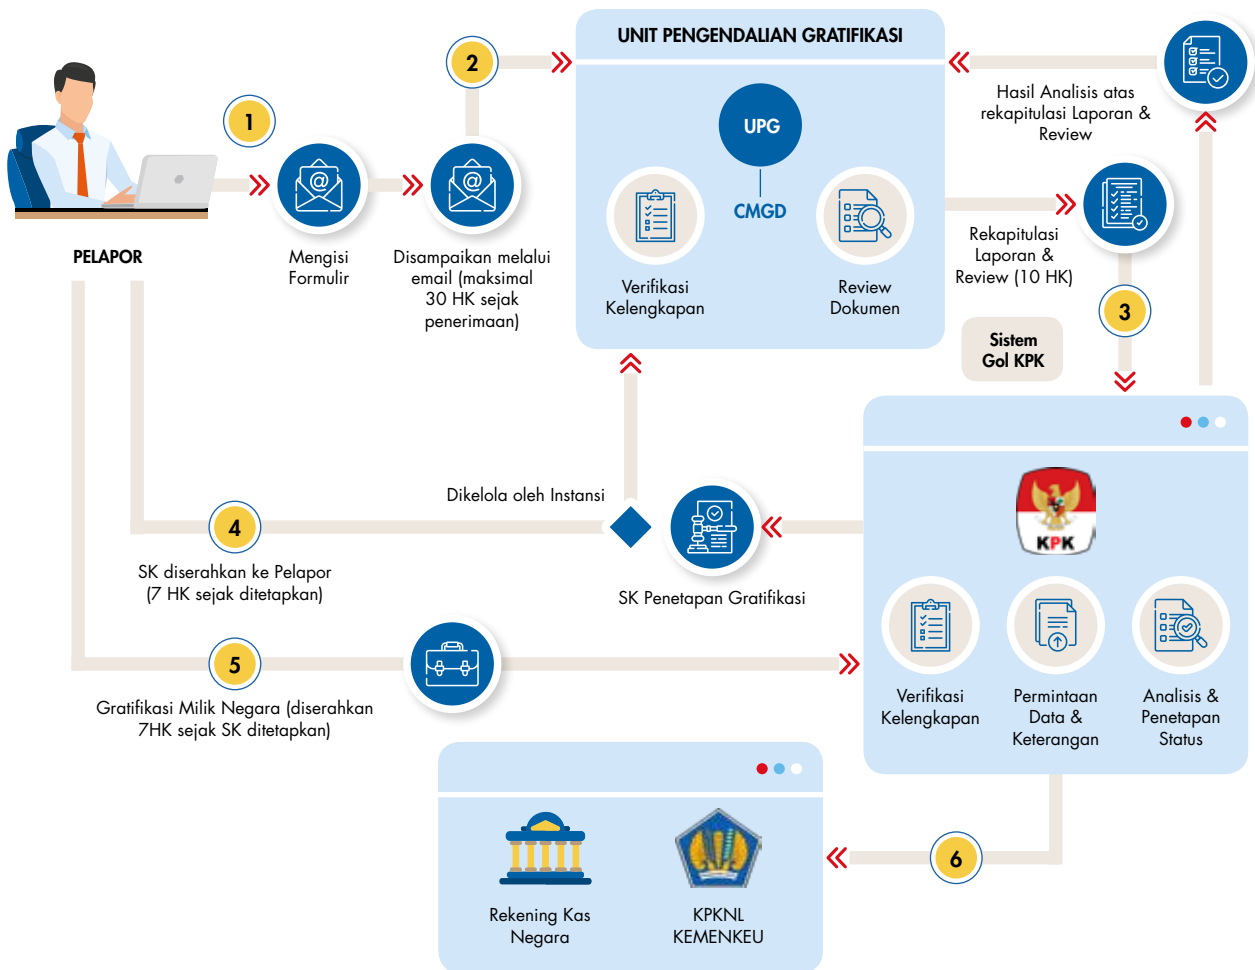 UNIT PENGENDALIAN GRATIFIKASI
UPG
CMGD
Verifikasi
Kelengkapan
Review
Dokumen
1
2
PELAPOR
Mengisi
Formulir
Disampaikan melalui
email (maksimal
30 HK sejak
penerimaan)
Hasil Analisis atas
rekapitulasi Laporan &
Review
Rekapitulasi
Laporan &
Review (10 HK)
3
Sistem
Gol KPK
Dikelola oleh Instansi
4
SK diserahkan ke Pelapor
(7 HK sejak ditetapkan)
SK Penetapan Gratifikasi
5
Gratifikasi Milik Negara (diserahkan
7HK sejak SK ditetapkan)
KPK
Verifikasi
Kelengkapan
Permintaan
Data &
Keterangan
Analisis &
Penetapan
Status
6
Rekening Kas
Negara
KPKNL
KEMENKEU